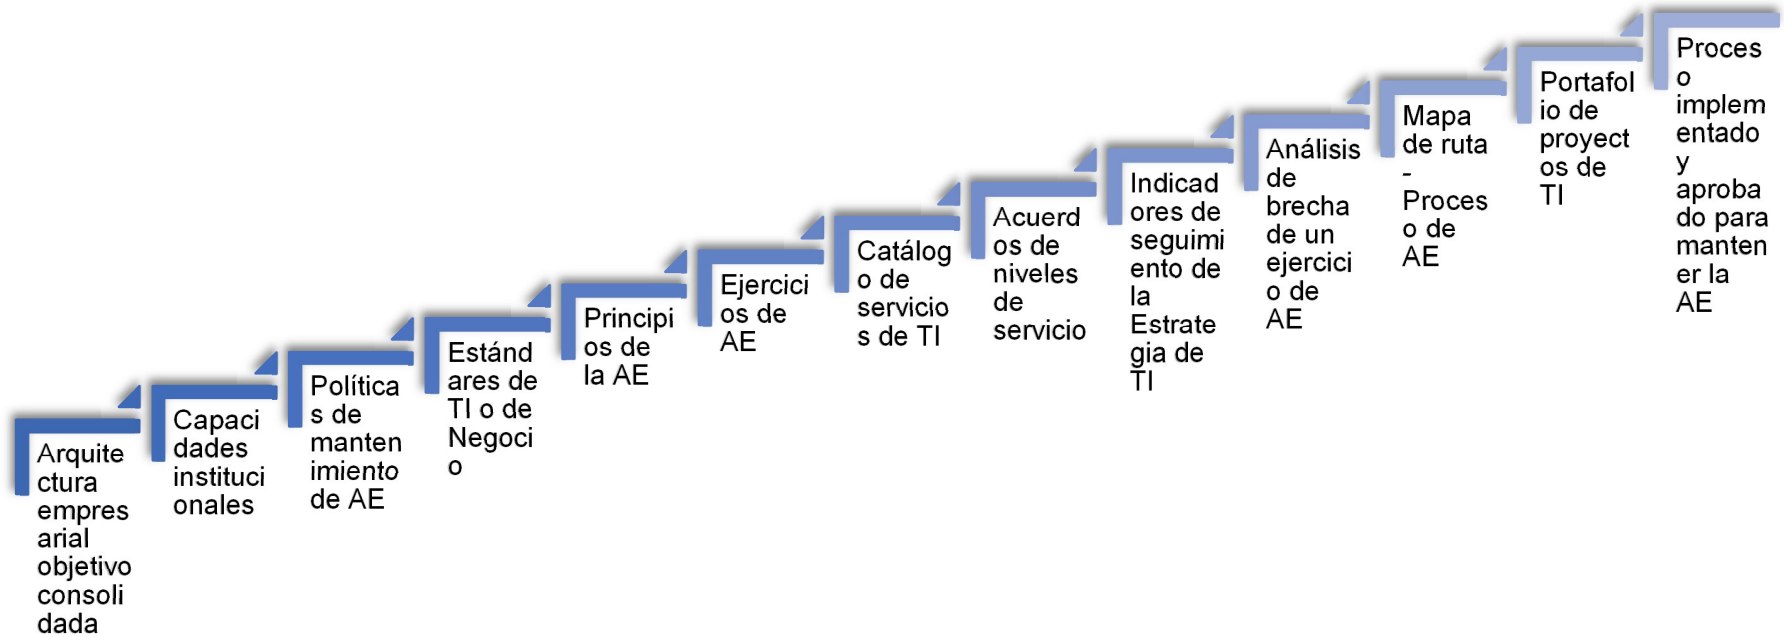 Arquite
ctura
empres
arial
objetivo
consoli
dada
Capaci
dades
instituci
onales
Política
s de
manten
imiento
de AE
Estánd
ares de
TI o de
Negoci
o
Principi
os de
la AE
Ejercici
os de
AE
Catálog
o de
servicio
s de TI
Acuerd
os de
niveles
de
servicio
Indicad
ores de
seguimi
ento de
la
Estrate
gia de
TI
Análisis
de
brecha
de un
ejercici
o de
AE
Mapa
de ruta
-
Proces
o de
AE
Portafol
io de
proyect
os de
TI
Proces
o
implem
entado
y
aproba
do para
manten
er la
AE